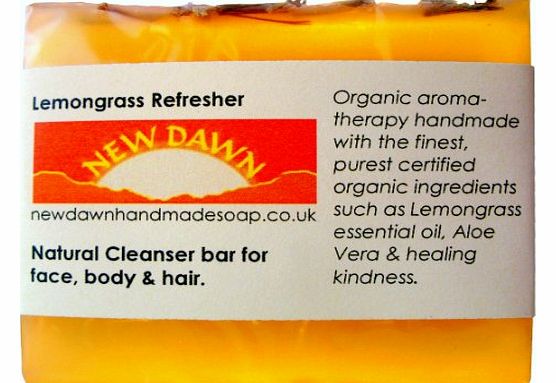 Lemongrass Refresher
NEW DAWN
newdawnhandmadesoap.co.uk
Natural Cleanser bar for
face, body & hair.
Organic aroma-
therapy handmade
with the finest,
purest certified
organic ingredients
such as Lemongrass
essential oil, Aloe
Vera & healing
kindness.